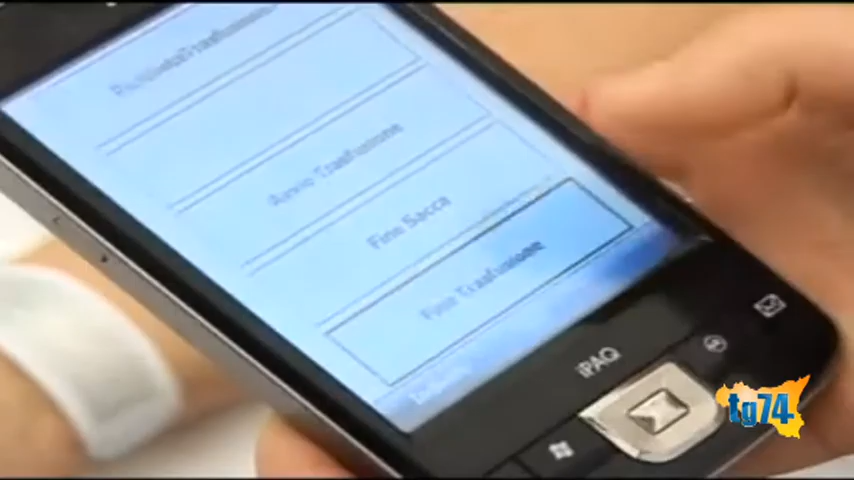 Avvio Trasfusione
Fine Sacca
Fine Trasfusione
iPAQ
tg74